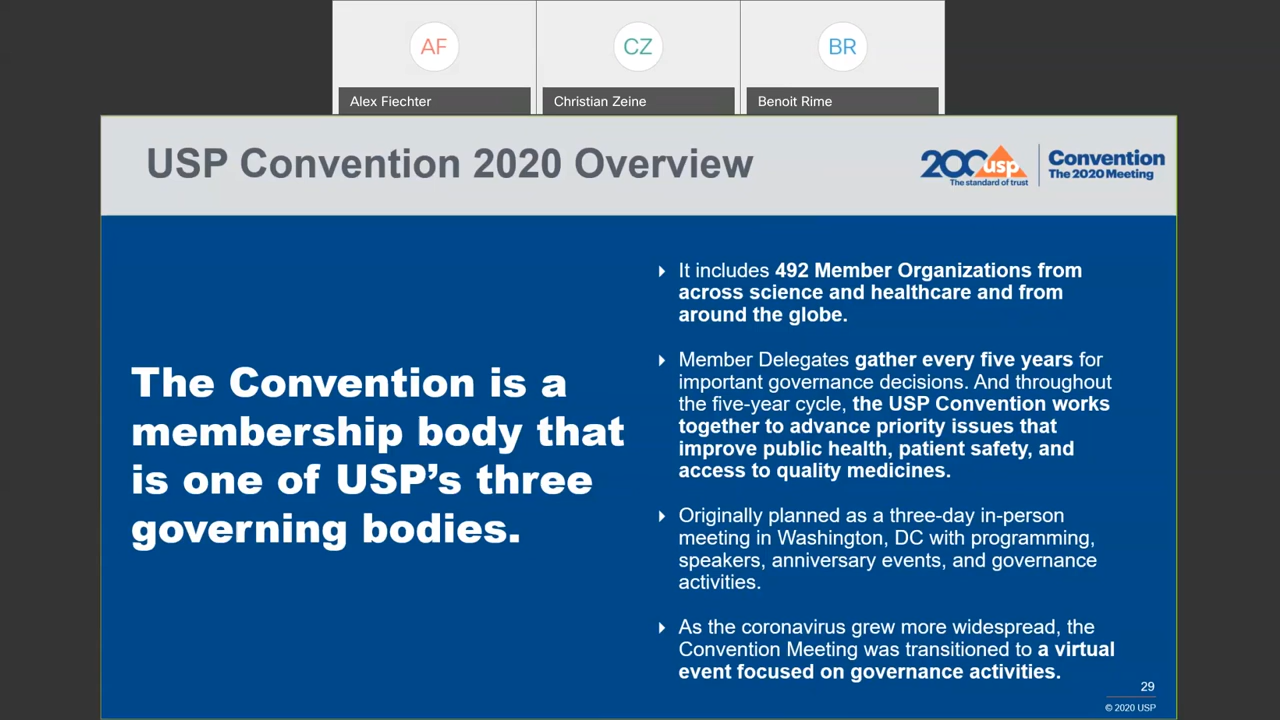 AF
CZ
BR
Alex Fiechter
Christian Zeine
Benoit Rime
USP Convention 2020 Overview
200 usp
The standard of trust
Convention
The 2020 Meeting
The Convention is a
membership body that
is one of USP’s three
governing bodies.
It includes 492 Member Organizations from
across science and healthcare and from
around the globe.
Member Delegates gather every five years for
important governance decisions. And throughout
the five-year cycle, the USP Convention works
together to advance priority issues that
improve public health, patient safety, and
access to quality medicines.
Originally planned as a three-day in-person
meeting in Washington, DC with programming,
speakers, anniversary events, and governance
activities.
As the coronavirus grew more widespread, the
Convention Meeting was transitioned to a virtual
event focused on governance activities.
29
© 2020 USP